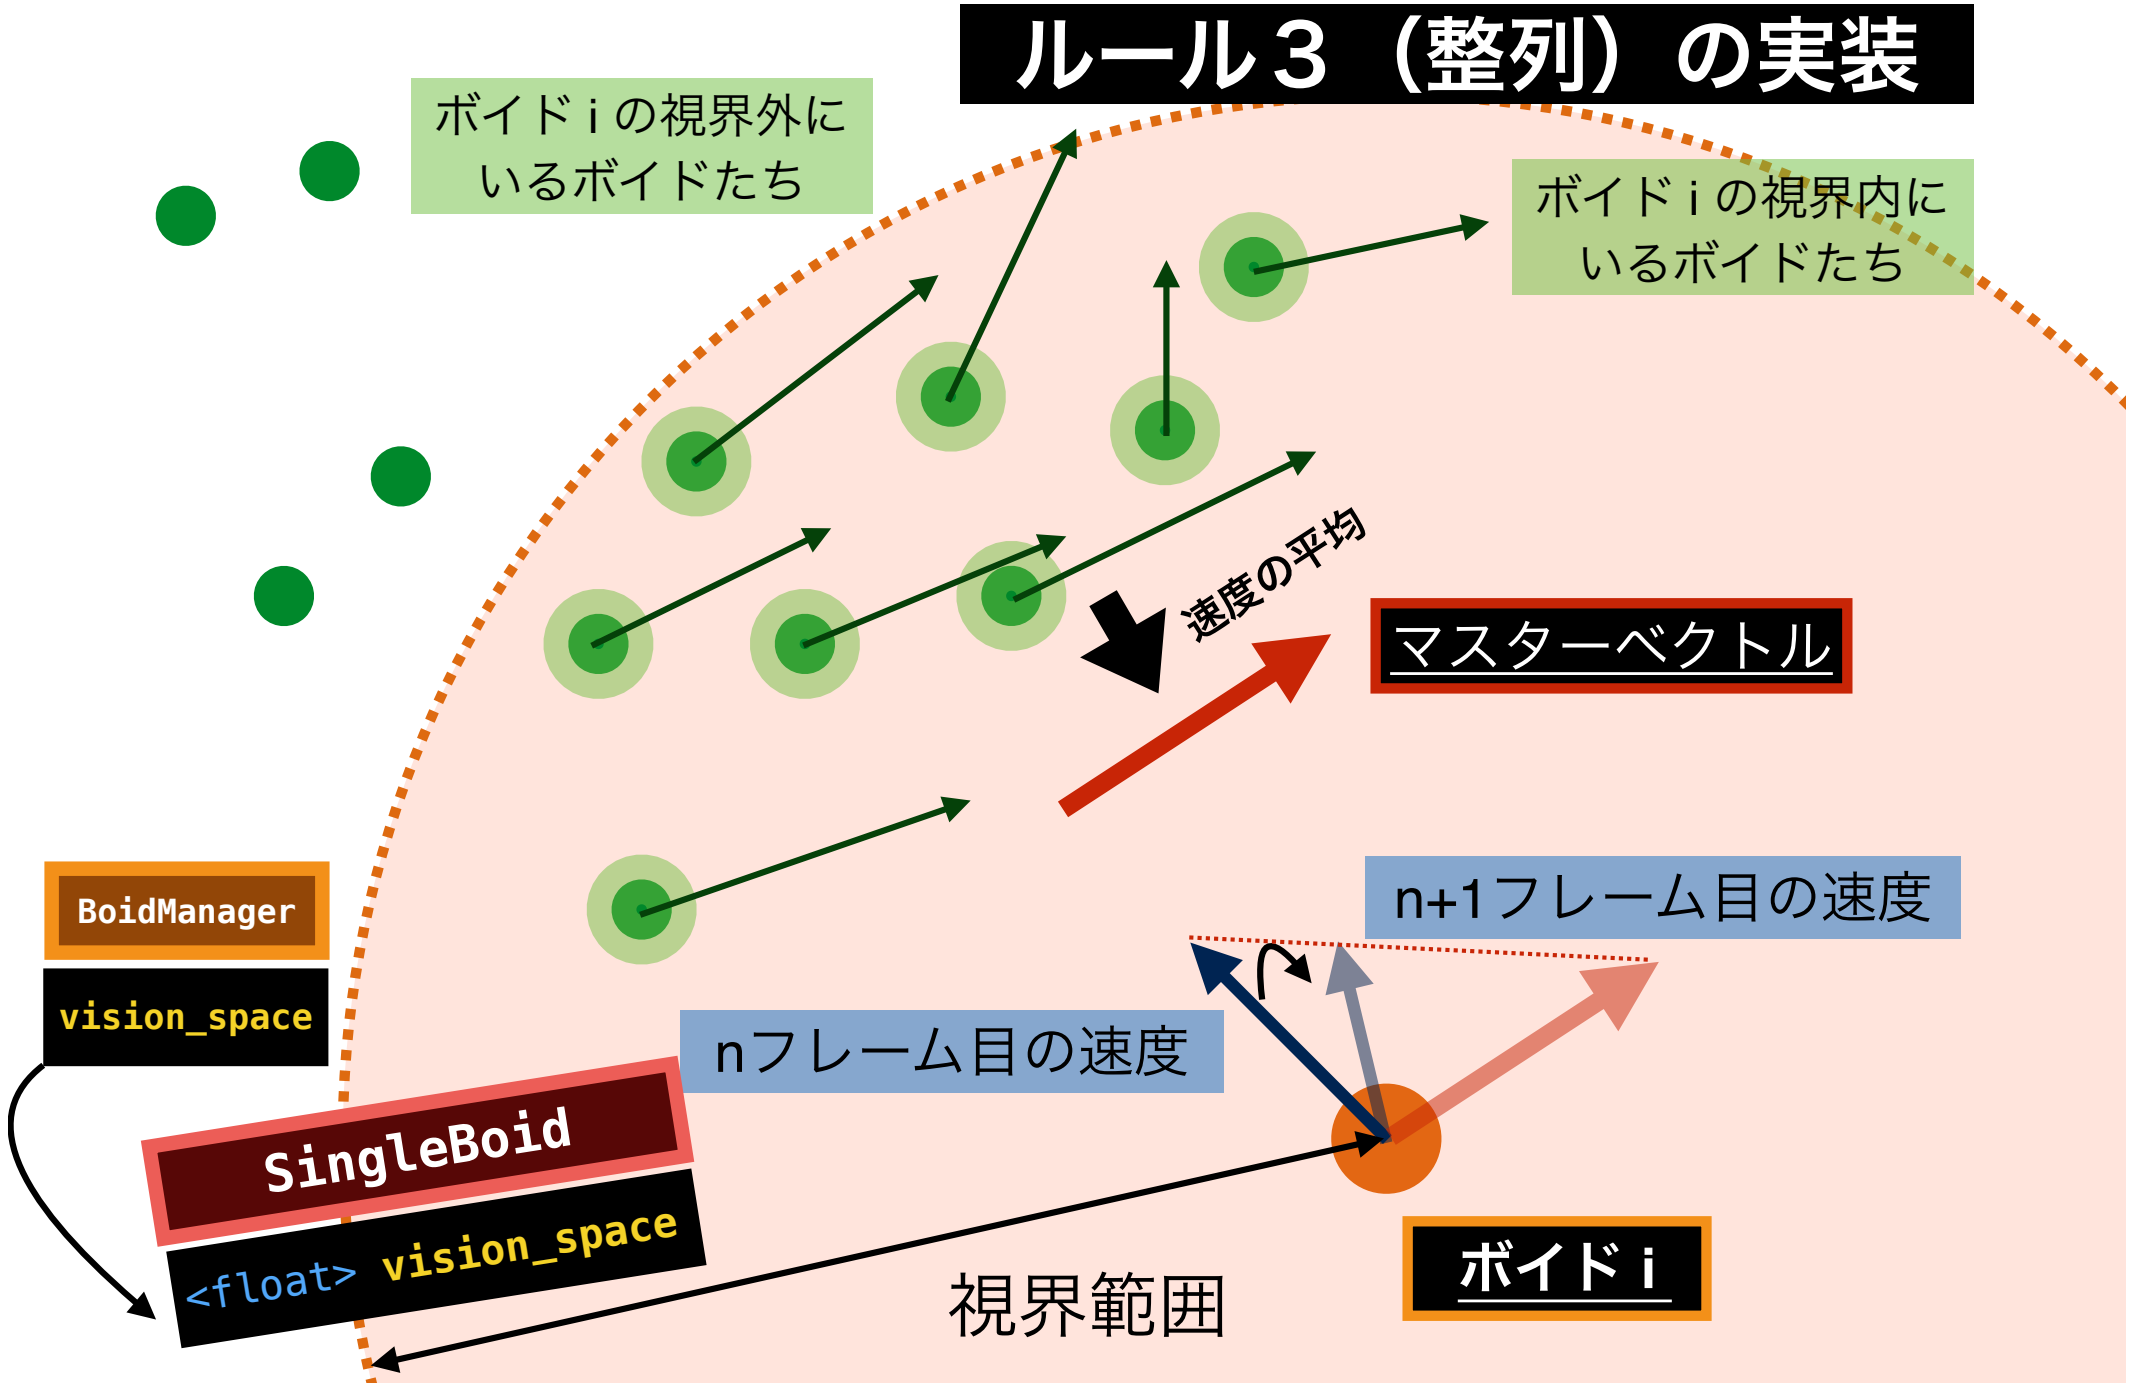 ルール３（整列）の実装
ボイド i の視界外に
いるボイドたち
ボイド i の視界内に
いるボイドたち
速度の平均
マスターベクトル
BoidManager
vision_space
n+1フレーム目の速度
nフレーム目の速度
SingleBoid
<float> vision_space
視界範囲
ボイド i